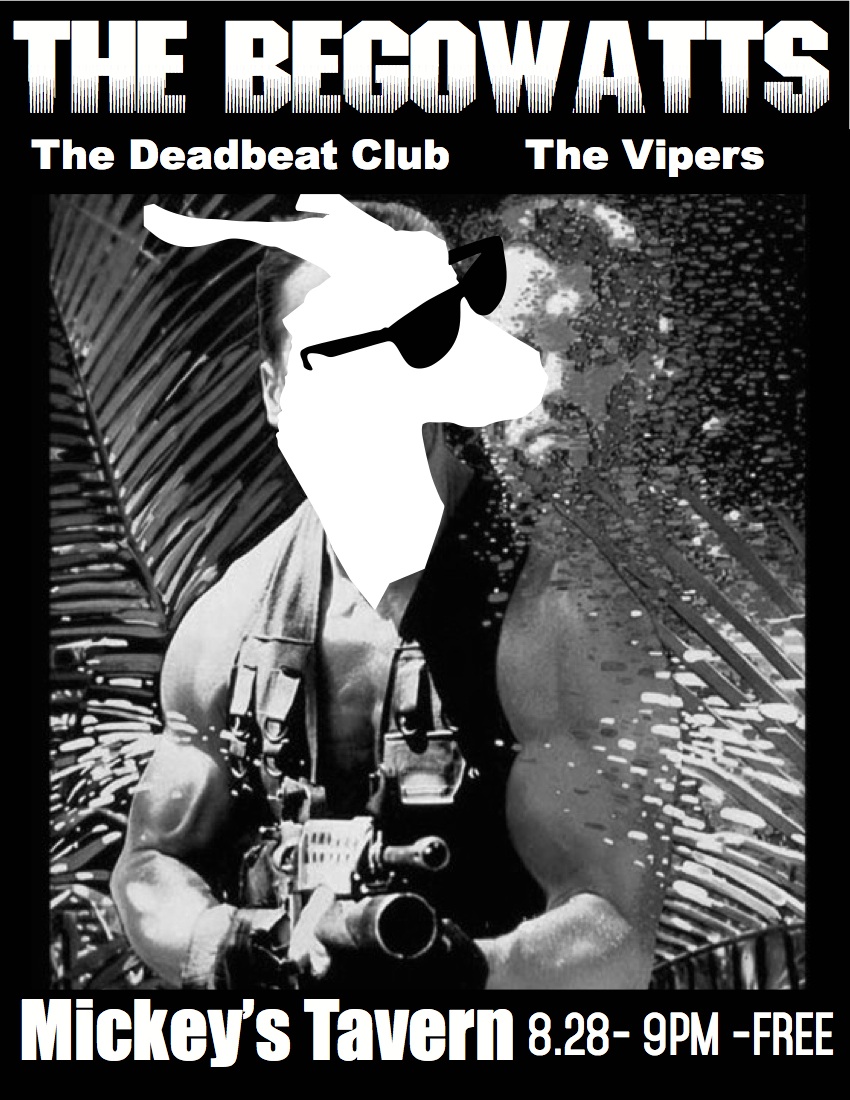 THE BEGOWATTS
The Deadbeat Club The Vipers
Mickey's Tavern 8.28- 9PM -FREE